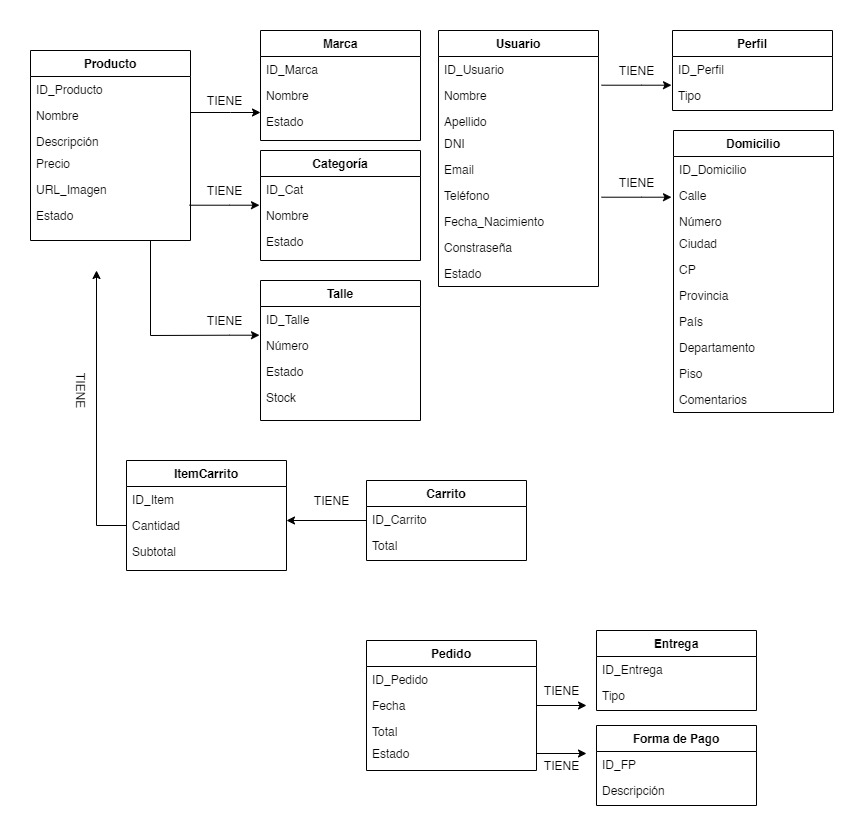 Producto
ID_Producto
Nombre
Descripción
Precio
URL_Imagen
Estado
TIENE
Marca
ID_Marca
Nombre
Estado
TIENE
Categoría
ID_Cat
Nombre
Estado
TIENE
Talle
ID_Talle
Número
Estado
Stock
Usuario
ID_Usuario
Nombre
Apellido
DNI
Email
Teléfono
Fecha_Nacimiento
Constraseña
Estado
TIENE
Perfil
ID_Perfil
Tipo
TIENE
Domicilio
ID_Domicilio
Calle
Número
Ciudad
CP
Provincia
País
Departamento
Piso
Comentarios
TIENE
ItemCarrito
ID_Item
Cantidad
Subtotal
TIENE
Carrito
ID_Carrito
Total
Pedido
ID_Pedido
Fecha
Total
Estado
TIENE
Entrega
ID_Entrega
Tipo
TIENE
Forma de Pago
ID_FP
Descripción